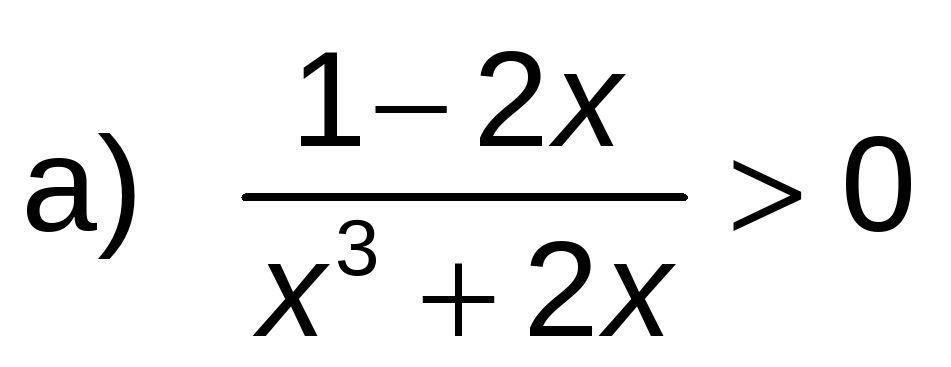 a) (1 – 2x)/(x³ + 2x) > 0